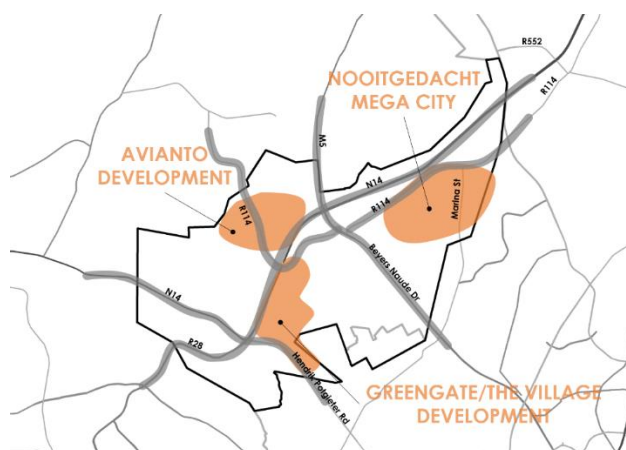 R552
R114
NOOITGEDACHT
MEGA CITY
M5
AVIANTO
DEVELOPMENT
N14
R114
R114
Marina St
Beyers Naude Dr
N14
R28
Hendrik Potgieter Rd
GREENGATE/THE VILLAGE
DEVELOPMENT